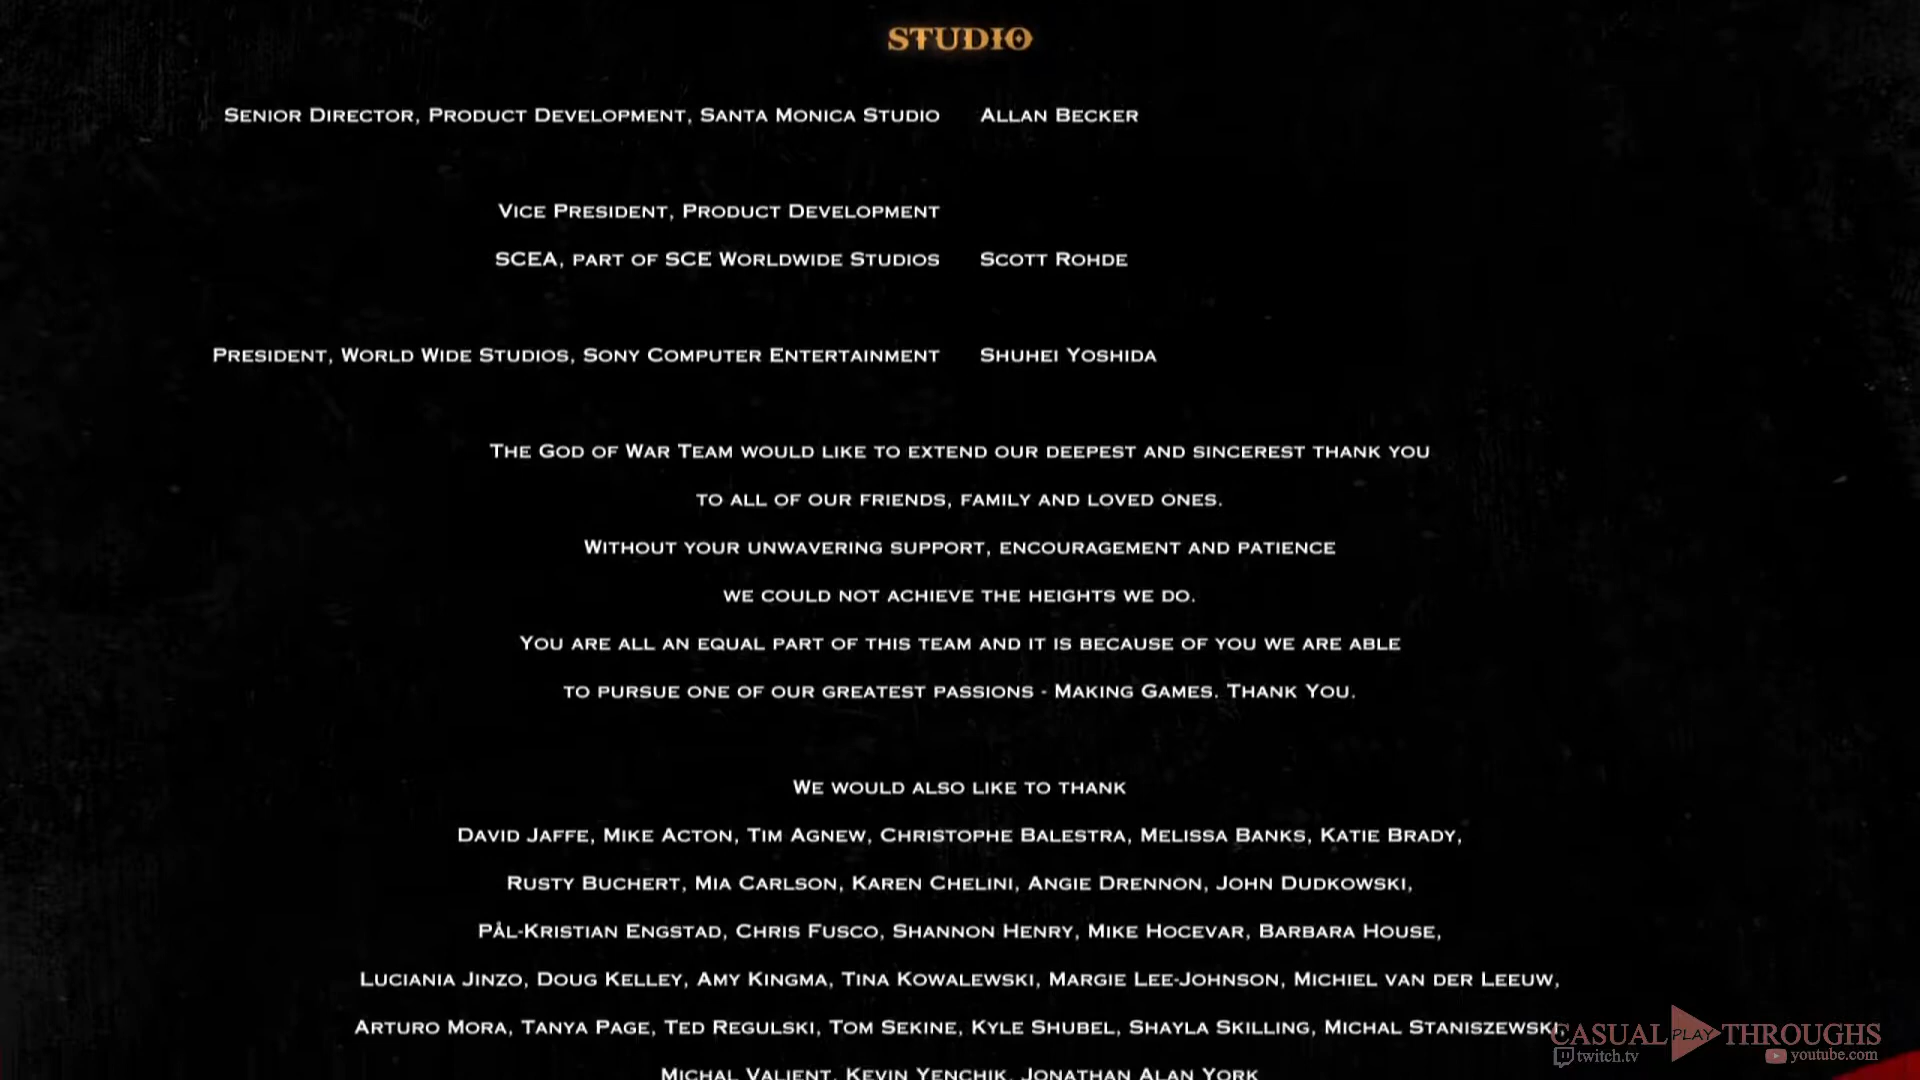 STUDIO
SENIOR DIRECTOR, PRODUCT DEVELOPMENT, SANTA MONICA STUDIO ALLAN BECKER
VICE PRESIDENT, PRODUCT DEVELOPMENT
SCEA, PART OF SCE WORLDWIDE STUDIOS SCOTT ROHDE
PRESIDENT, WORLD WIDE STUDIOS, SONY COMPUTER ENTERTAINMENT SHUHEI YOSHIDA
THE GOD OF WAR TEAM WOULD LIKE TO EXTEND OUR DEEPEST AND SINCEREST THANK YOU
TO ALL OF OUR FRIENDS, FAMILY AND LOVED ONES.
WITHOUT YOUR UNWAVERING SUPPORT, ENCOURAGEMENT AND PATIENCE
WE COULD NOT ACHIEVE THE HEIGHTS WE DO.
YOU ARE ALL AN EQUAL PART OF THIS TEAM AND IT IS BECAUSE OF YOU WE ARE ABLE
TO PURSUE ONE OF OUR GREATEST PASSIONS - MAKING GAMES. THANK YOU.
WE WOULD ALSO LIKE TO THANK
DAVID JAFFE, MIKE ACTON, TIM AGNEW, CHRISTOPHE BALESTRA, MELISSA BANKS, KATIE BRADY,
RUSTY BUCHERT, MIA CARLSON, KAREN CHELINI, ANGIE DRENNON, JOHN DUDKOWSKI,
PÅL-KRISTIAN ENGSTAD, CHRIS FUSCO, SHANNON HENRY, MIKE HOCEVAR, BARBARA HOUSE,
LUCIANIA JINZO, DOUG KELLEY, AMY KINGMA, TINA KOWALEWSKI, MARGIE LEE-JOHNSON, MICHIEL VAN DER LEEUW,
ARTURO MORA, TANYA PAGE, TED REGULSKI, TOM SEKINE, KYLE SHUBEL, SHAYLA SKILLING, MICHAL STANISZEWSKI,
MICHAL VALIENT, KEVIN YENCHIK, JONATHAN ALAN YORK
CASUAL PLAY THROUGHS
twitch.tv youtube.com